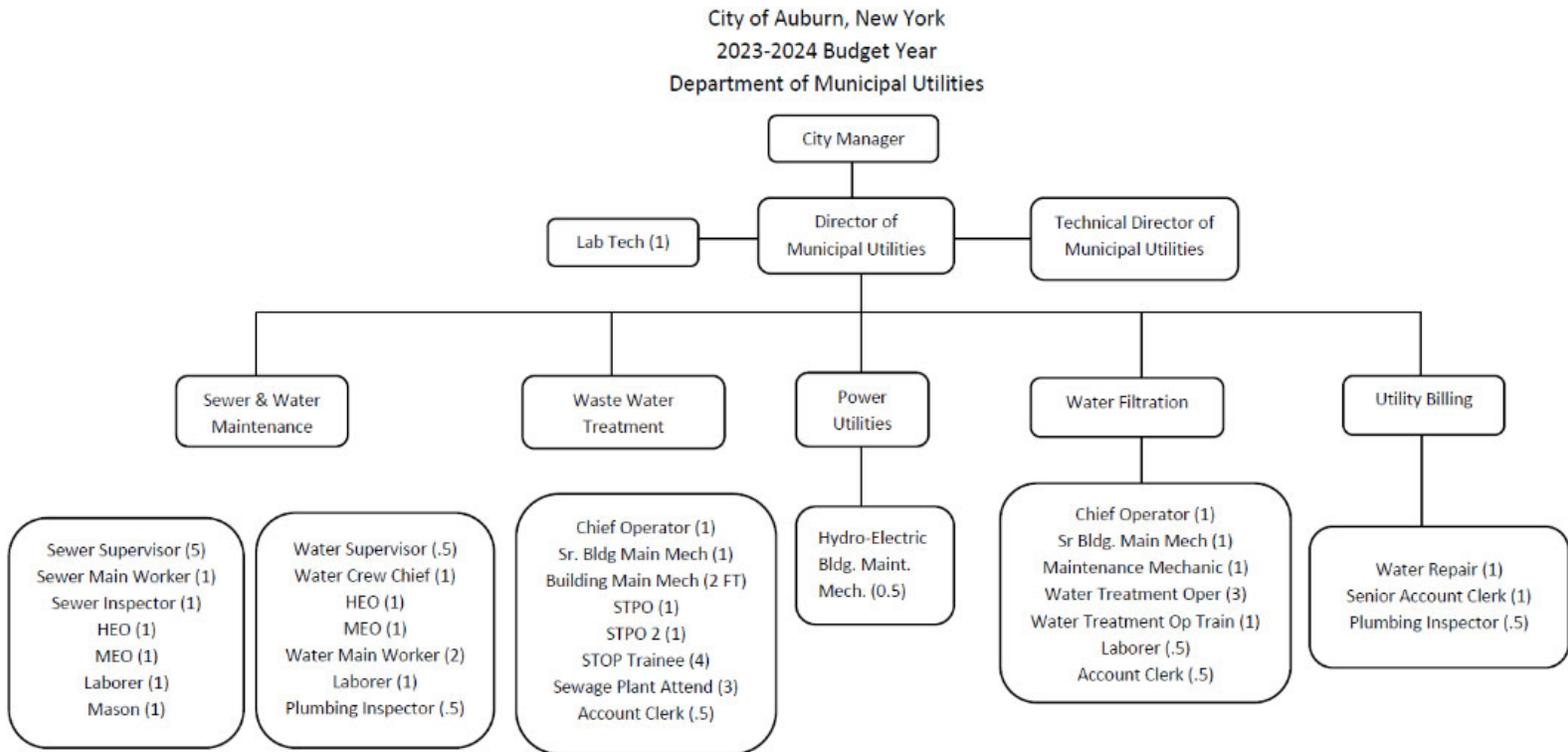 City of Auburn, New York
2023-2024 Budget Year
Department of Municipal Utilities
City Manager
Lab Tech (1)
Director of
Municipal Utilities
Technical Director of
Municipal Utilities
Sewer & Water
Maintenance
Waste Water
Treatment
Power
Utilities
Water Filtration
Utility Billing
Sewer Supervisor (5)
Sewer Main Worker (1)
Sewer Inspector (1)
HEO (1)
MEO (1)
Laborer (1)
Mason (1)
Water Supervisor (.5)
Water Crew Chief (1)
HEO (1)
MEO (1)
Water Main Worker (2)
Laborer (1)
Plumbing Inspector (.5)
Chief Operator (1)
Sr. Bldg Main Mech (1)
Building Main Mech (2 FT)
STPO (1)
STPO 2 (1)
STOP Trainee (4)
Sewage Plant Attend (3)
Account Clerk (.5)
Hydro-Electric
Bldg. Maint.
Mech. (0.5)
Chief Operator (1)
Sr Bldg. Main Mech (1)
Maintenance Mechanic (1)
Water Treatment Oper (3)
Water Treatment Op Train (1)
Laborer (.5)
Account Clerk (.5)
Water Repair (1)
Senior Account Clerk (1)
Plumbing Inspector (.5)